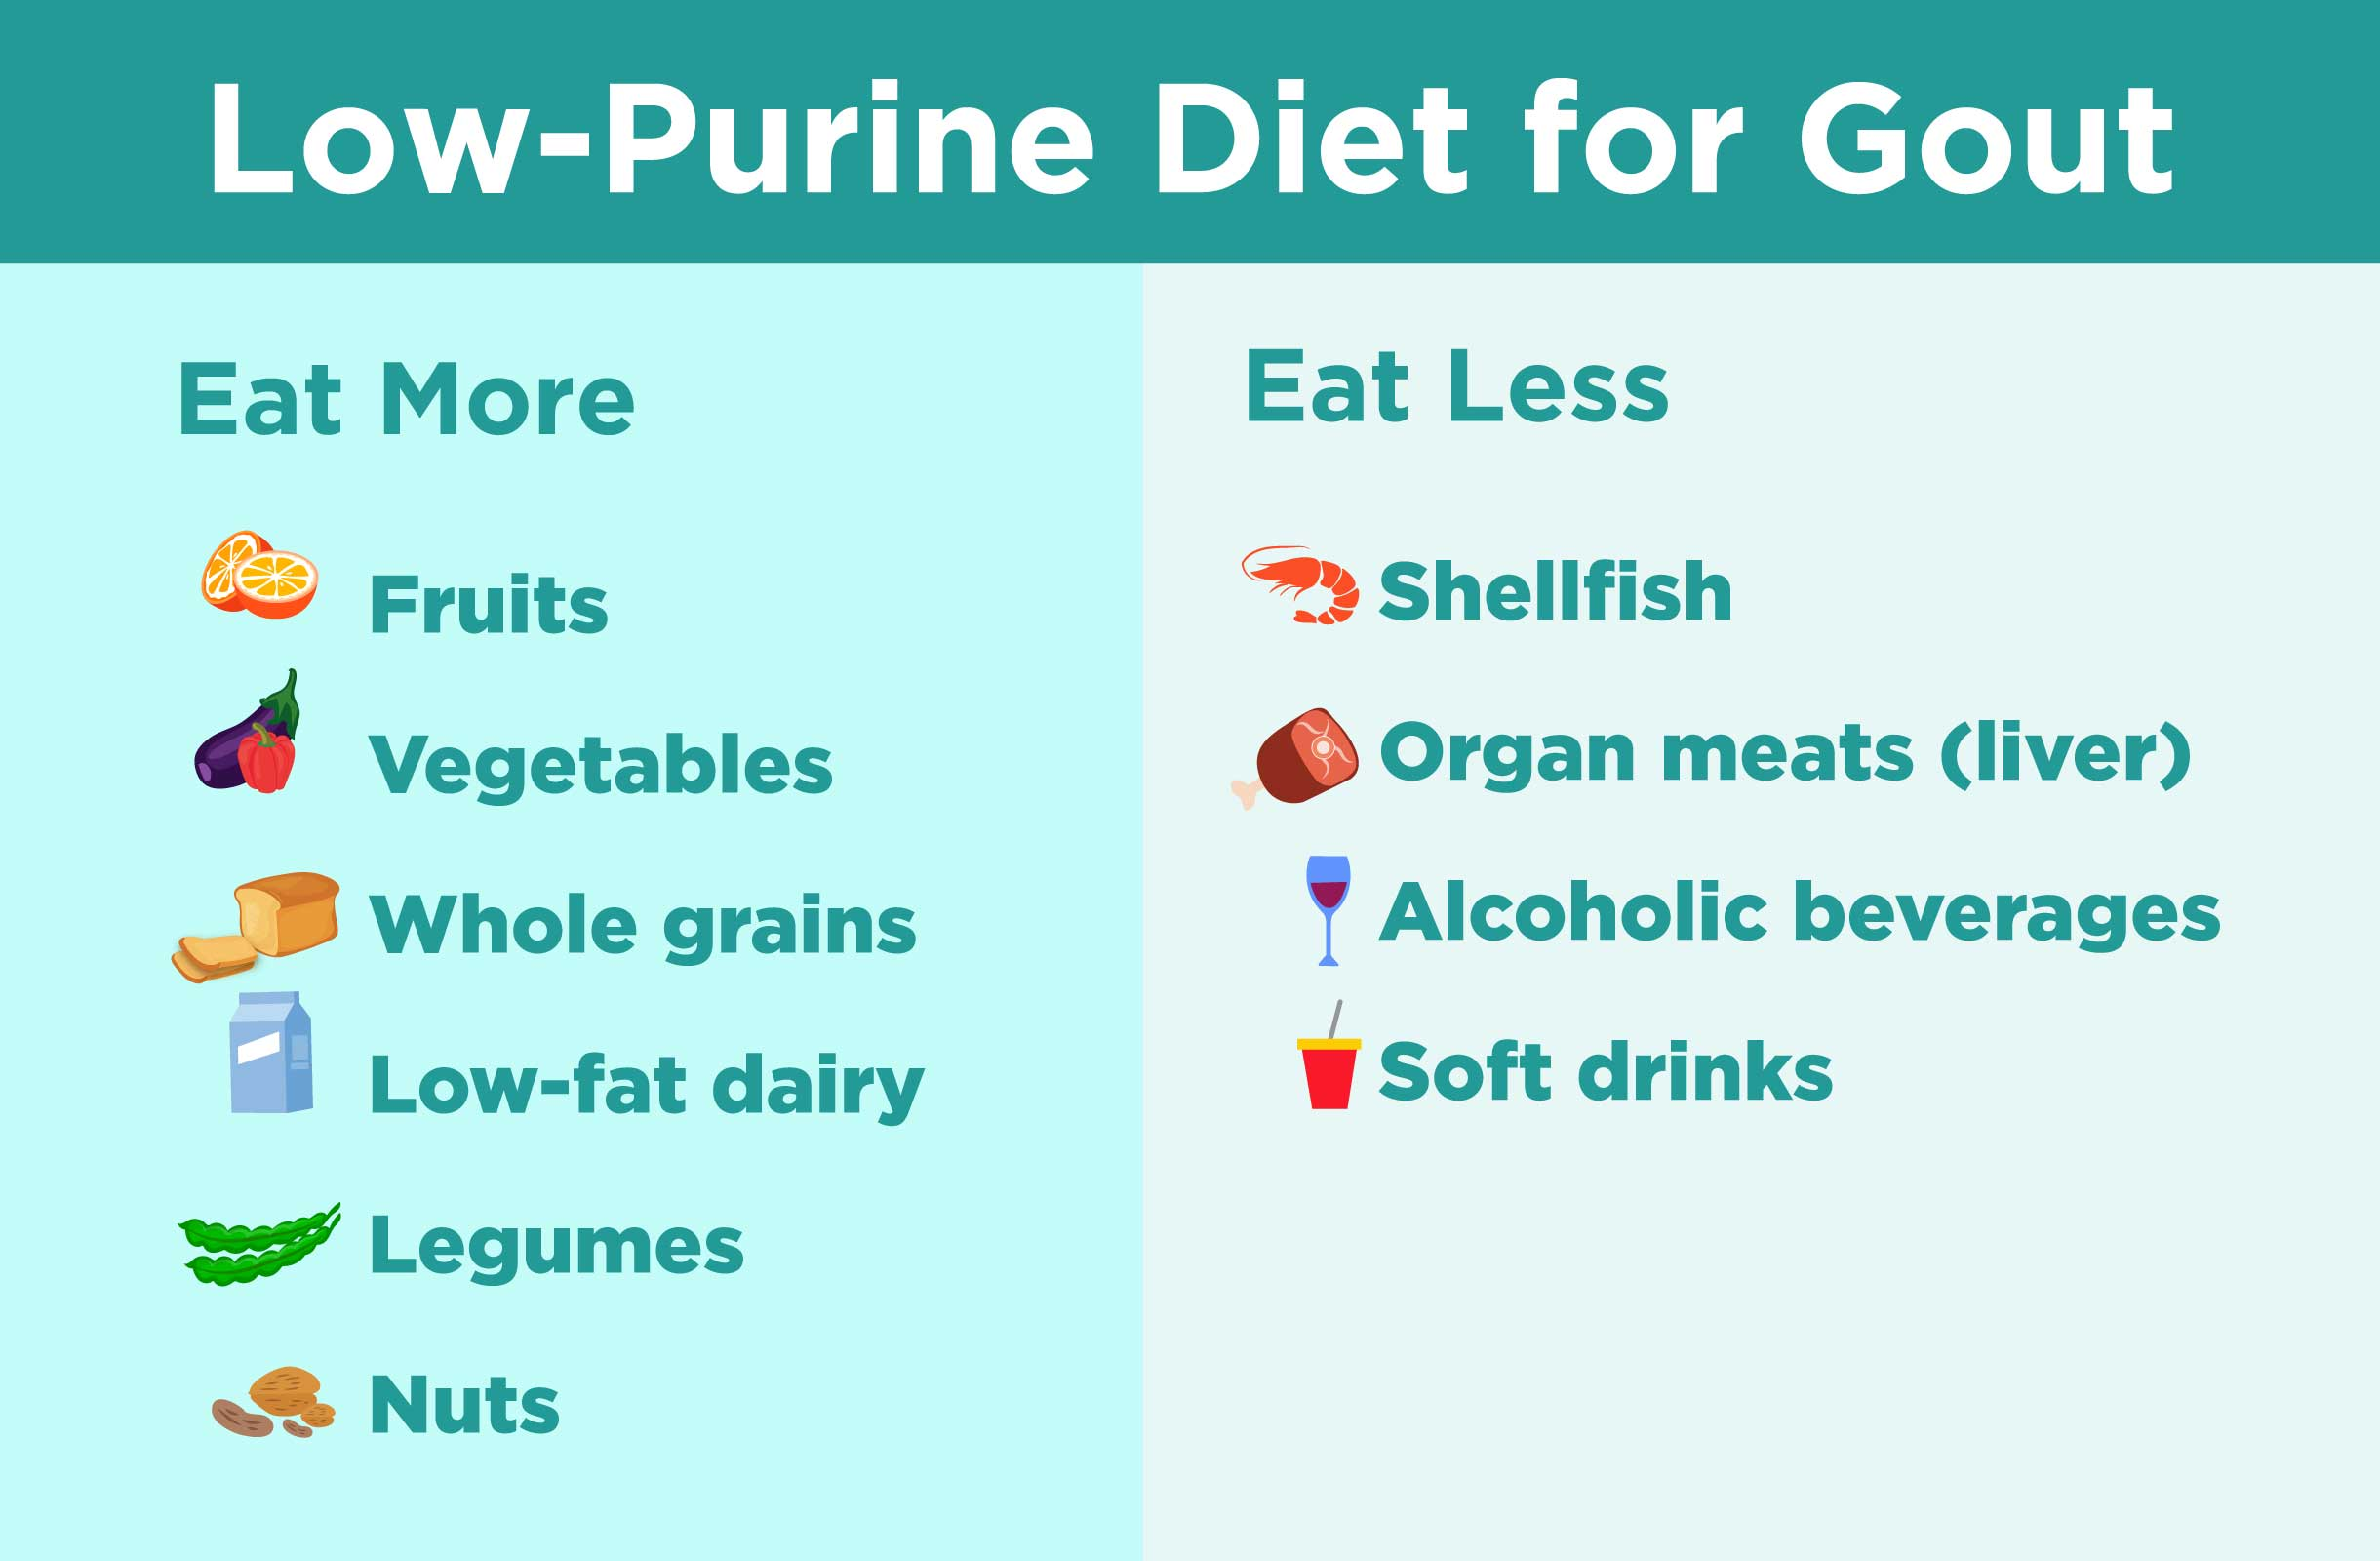 Low-Purine Diet for Gout
Eat More
Fruits
Vegetables
Whole grains
Low-fat dairy
Legumes
Nuts
Eat Less
Shellfish
Organ meats (liver)
Alcoholic beverages
Soft drinks